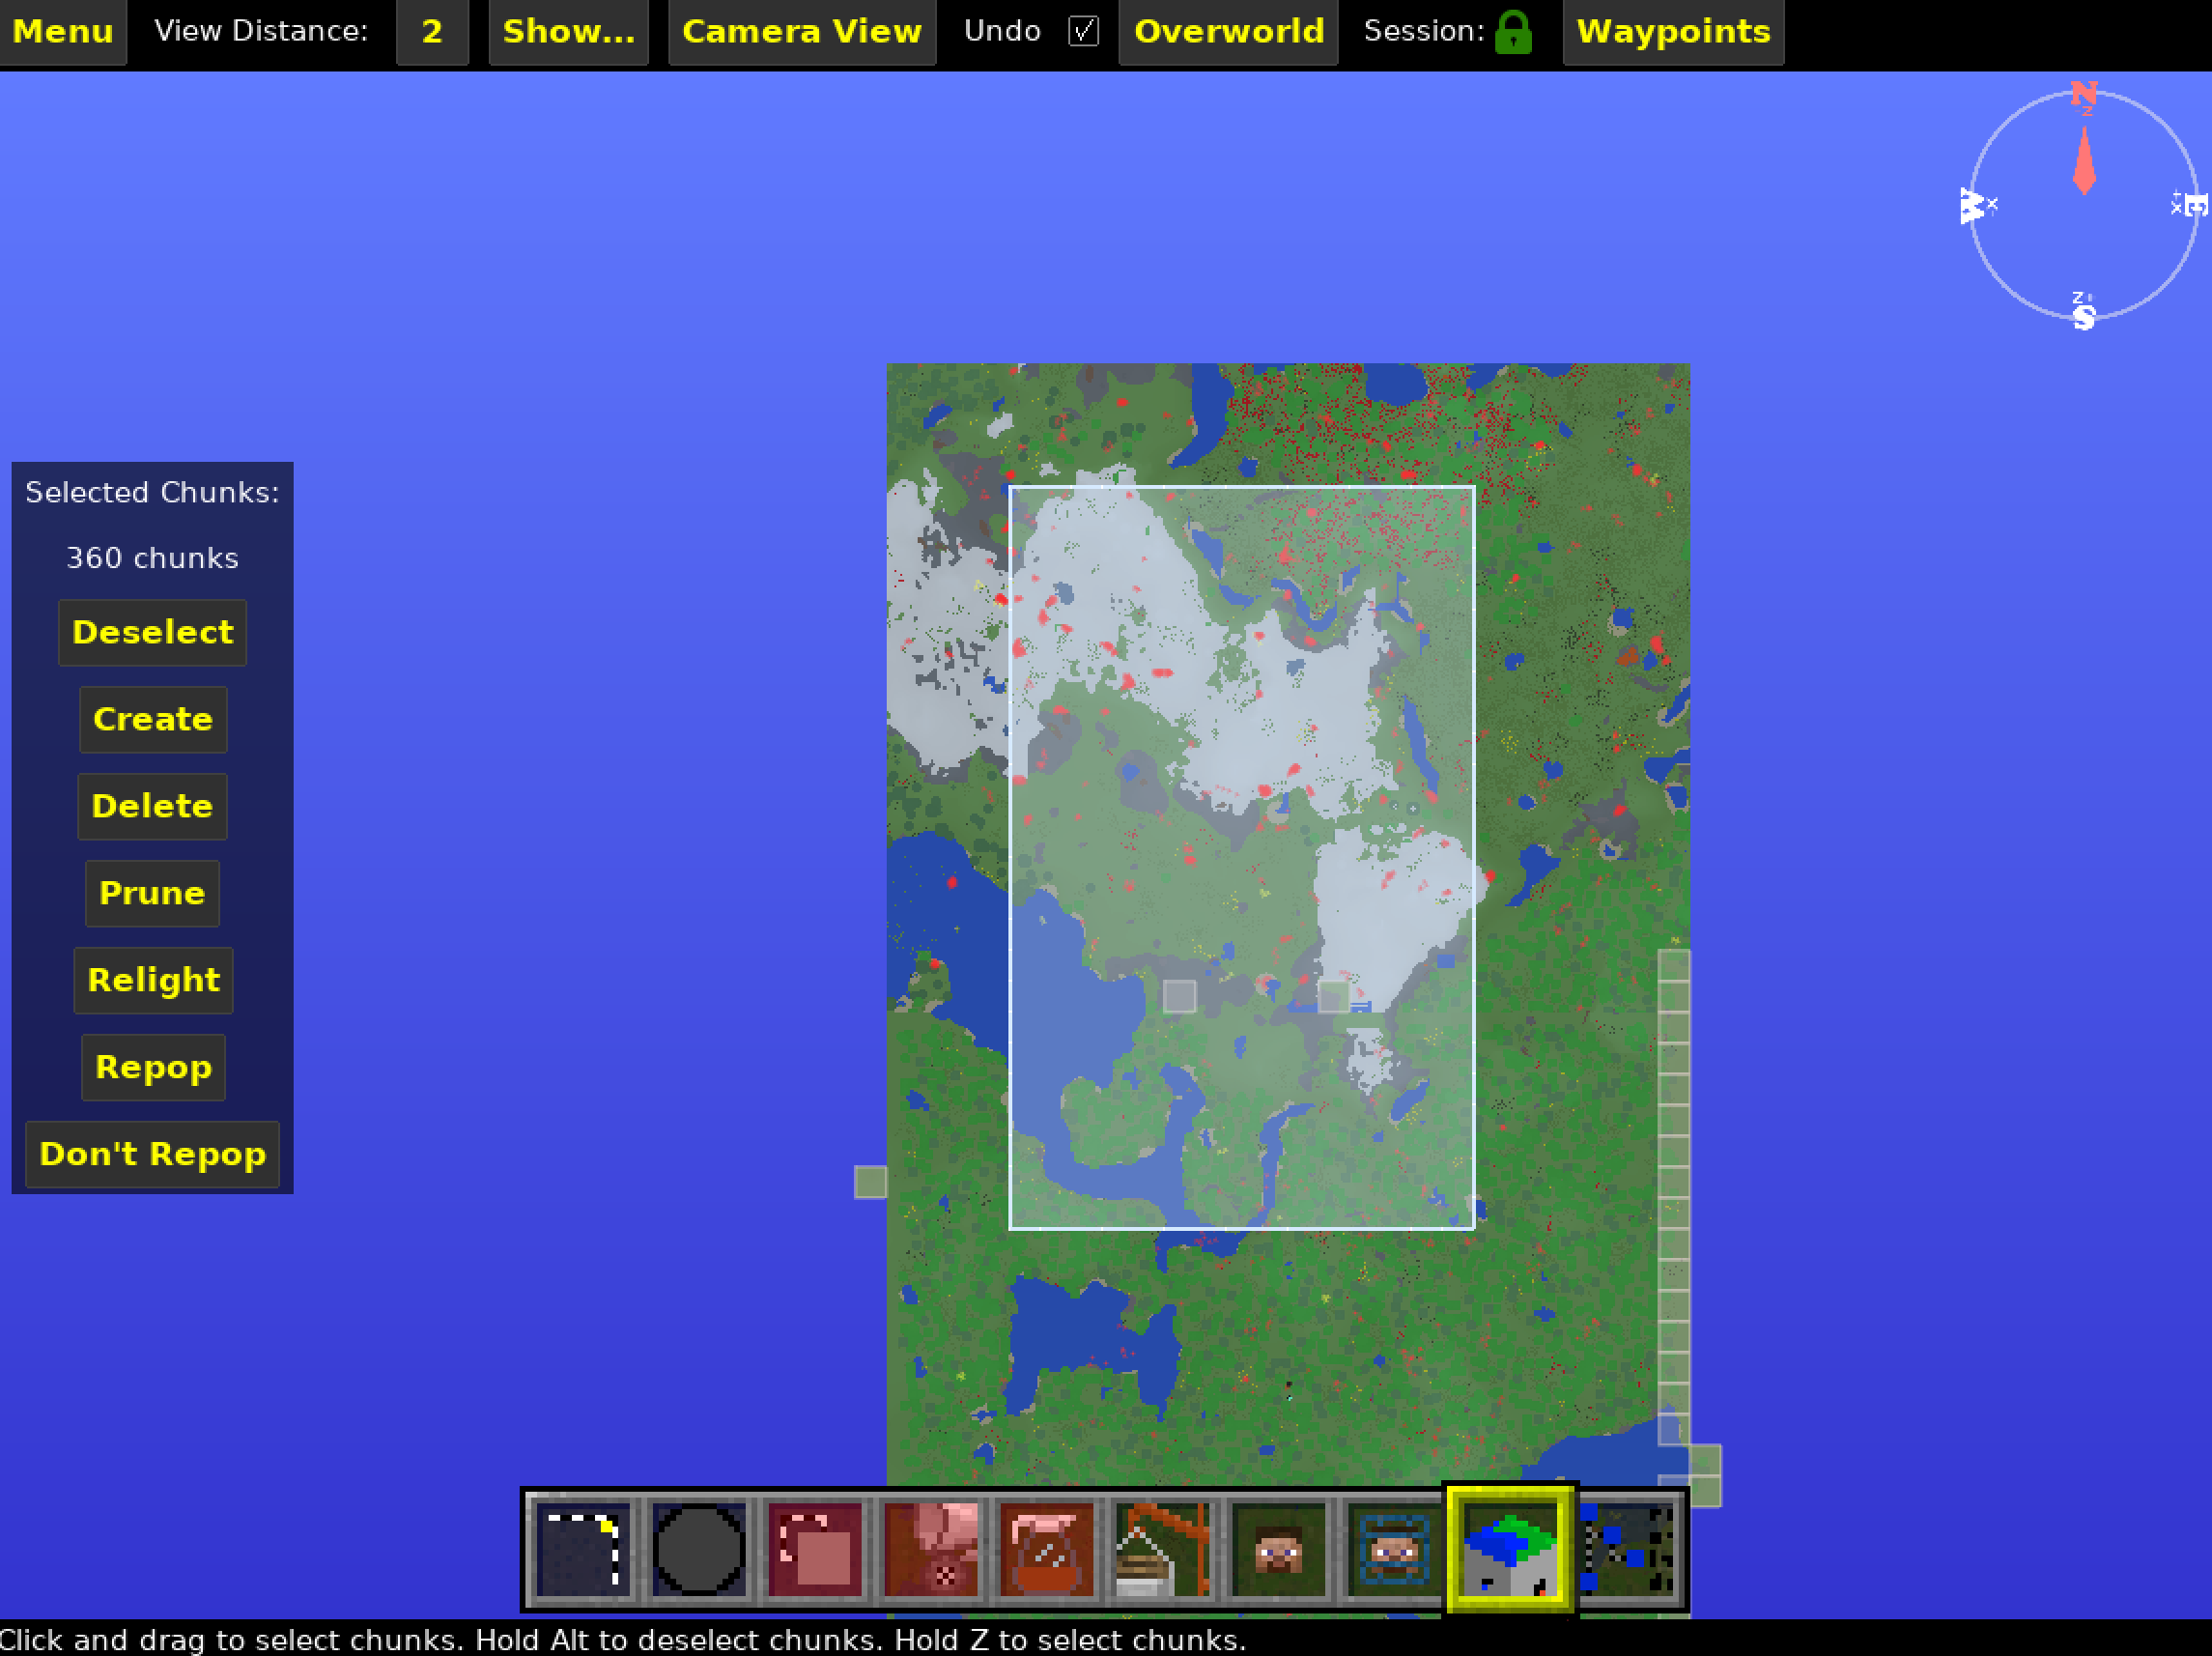 Menu View Distance: 2 Show... Camera View Undo Overworld Session: Waypoints
N
-Z
W -X
+X E
Z+
S
Selected Chunks:
360 chunks
Deselect
Create
Delete
Prune
Relight
Repop
Don't Repop
Click and drag to select chunks. Hold Alt to deselect chunks. Hold Z to select chunks.